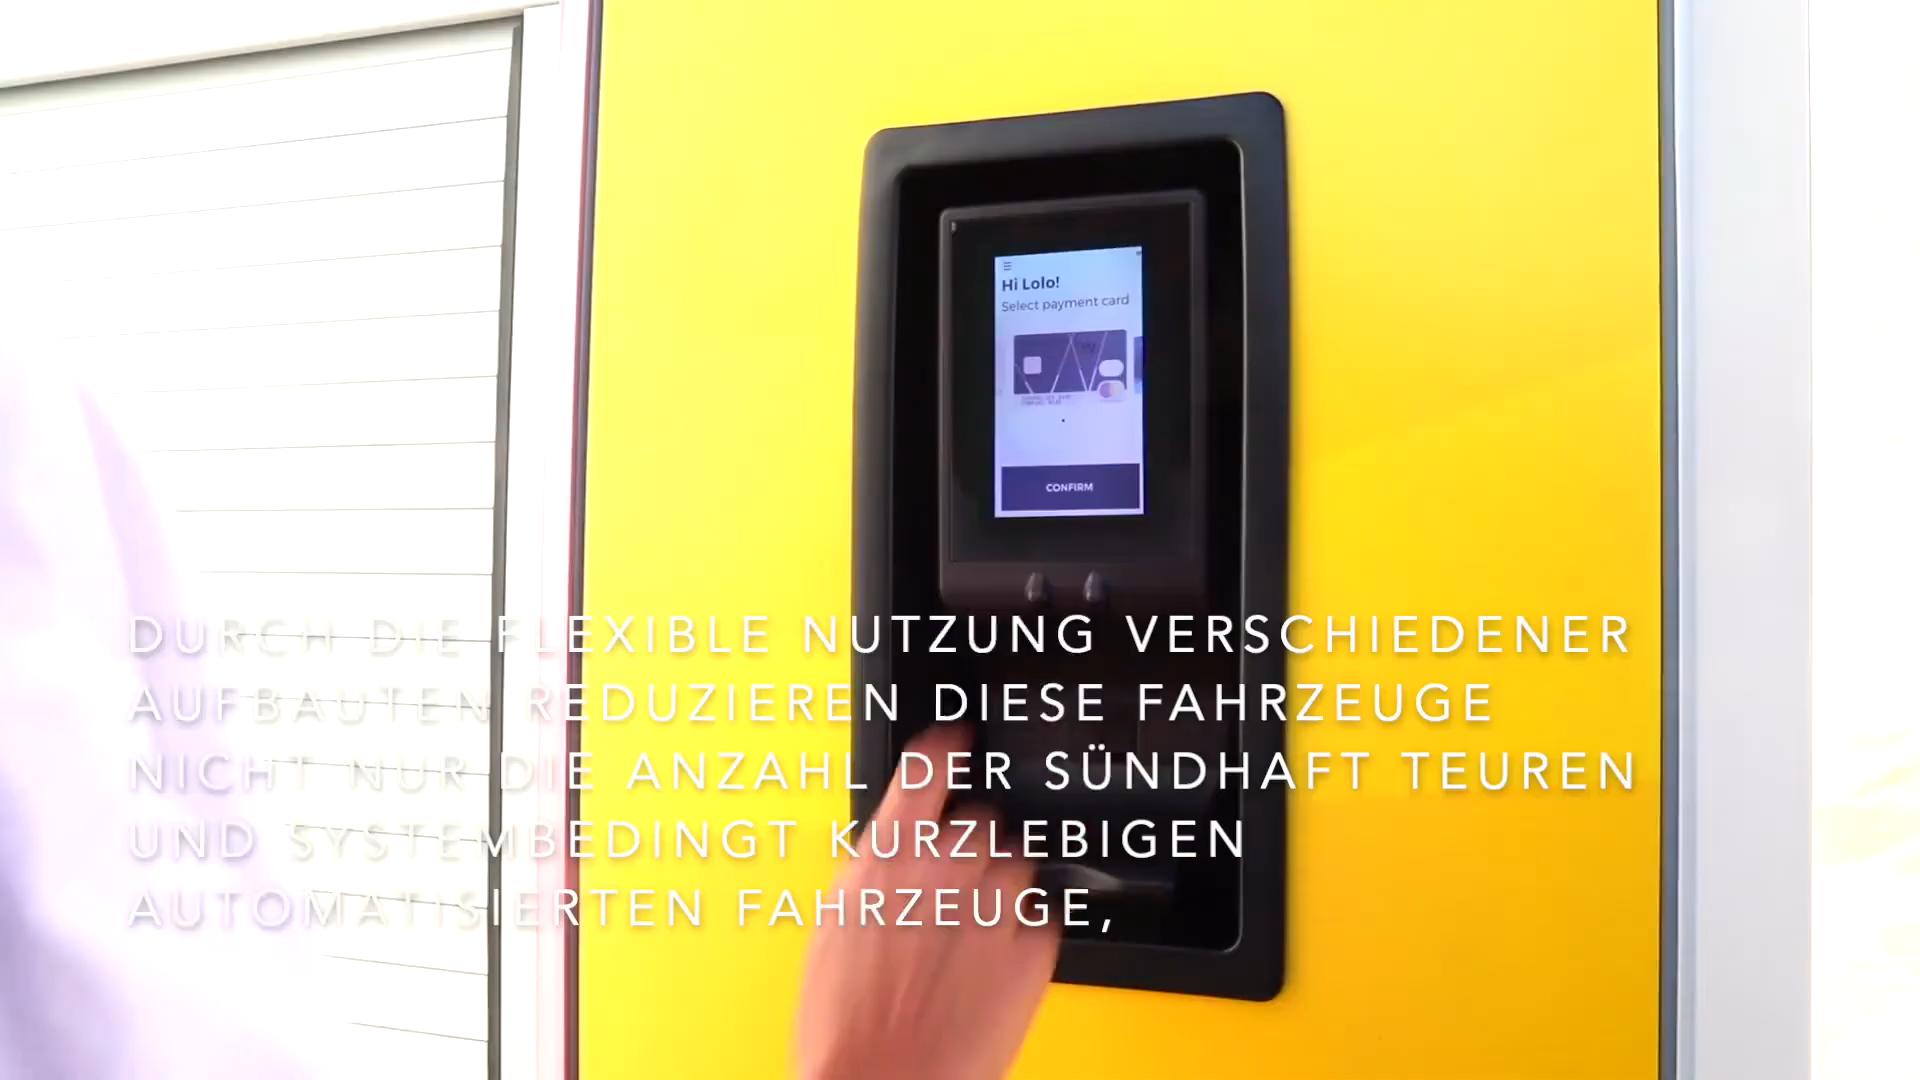 Hi Lolo!
Select payment card
CONFIRM
DURCH DIE FLEXIBLE NUTZUNG VERSCHIEDENER
AUFBAUTEN REDUZIEREN DIESE FAHRZEUGE
NICHT NUR DIE ANZAHL DER SÜNDHAFT TEUREN
UND SYSTEMBEDINGT KURZLEBIGEN
AUTOMATISIERTEN FAHRZEUGE,